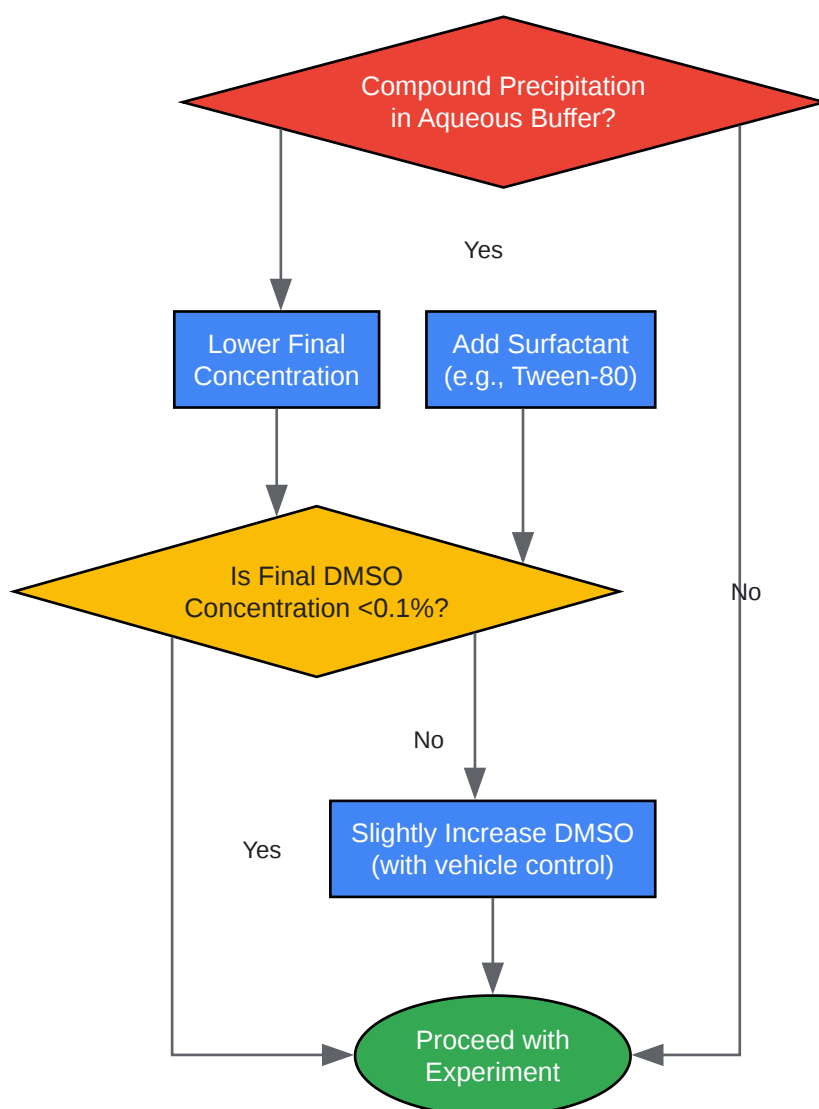 Compound Precipitation
in Aqueous Buffer?
Yes
Lower Final
Concentration
Add Surfactant
(e.g., Tween-80)
Is Final DMSO
Concentration <0.1%?
No
No
Yes
Slightly Increase DMSO
(with vehicle control)
Proceed with
Experiment